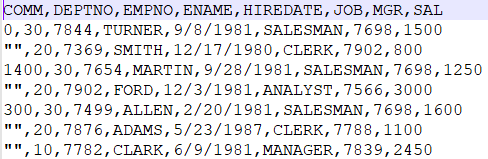 COMM,DEPTNO,EMPNO,ENAME,HIREDATE,JOB,MGR,SAL
0,30,7844,TURNER,9/8/1981,SALESMAN,7698,1500
"",20,7369,SMITH,12/17/1980,CLERK,7902,800
1400,30,7654,MARTIN,9/28/1981,SALESMAN,7698,1250
"",20,7902,FORD,12/3/1981,ANALYST,7566,3000
300,30,7499,ALLEN,2/20/1981,SALESMAN,7698,1600
"",20,7876,ADAMS,5/23/1987,CLERK,7788,1100
"",10,7782,CLARK,6/9/1981,MANAGER,7839,2450